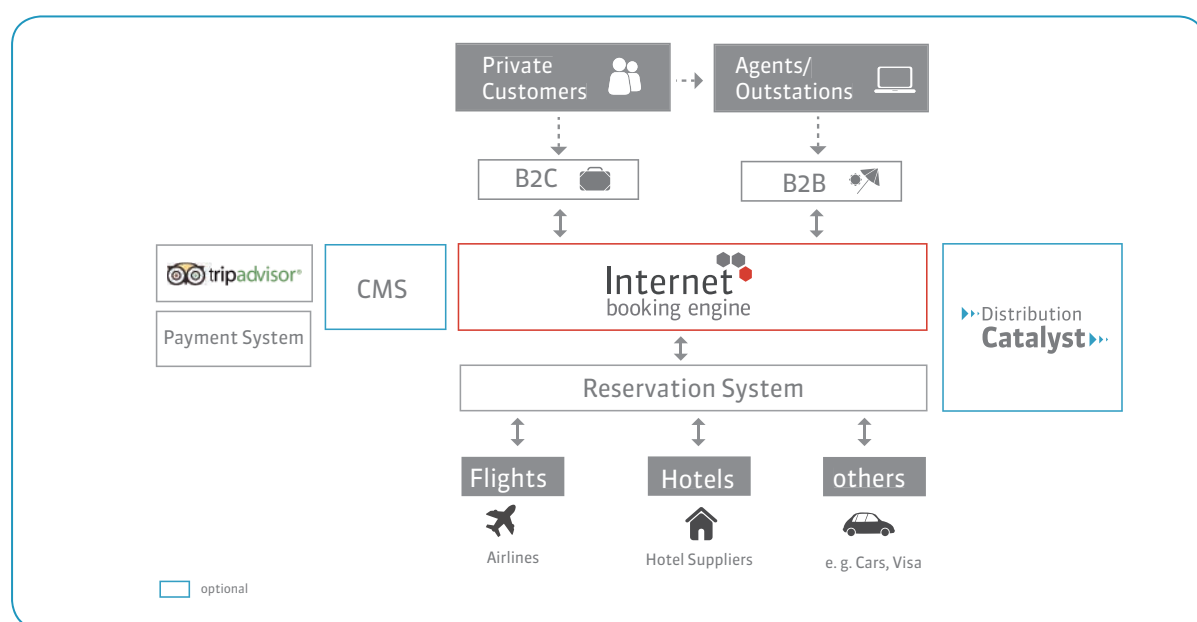 Private
Customers
Agents/
Outstations
B2C
B2B
tripadvisor®
Payment System
CMS
Internet
booking engine
Distribution
Catalyst
Reservation System
Flights
Hotels
others
Airlines
Hotel Suppliers
e. g. Cars, Visa
optional